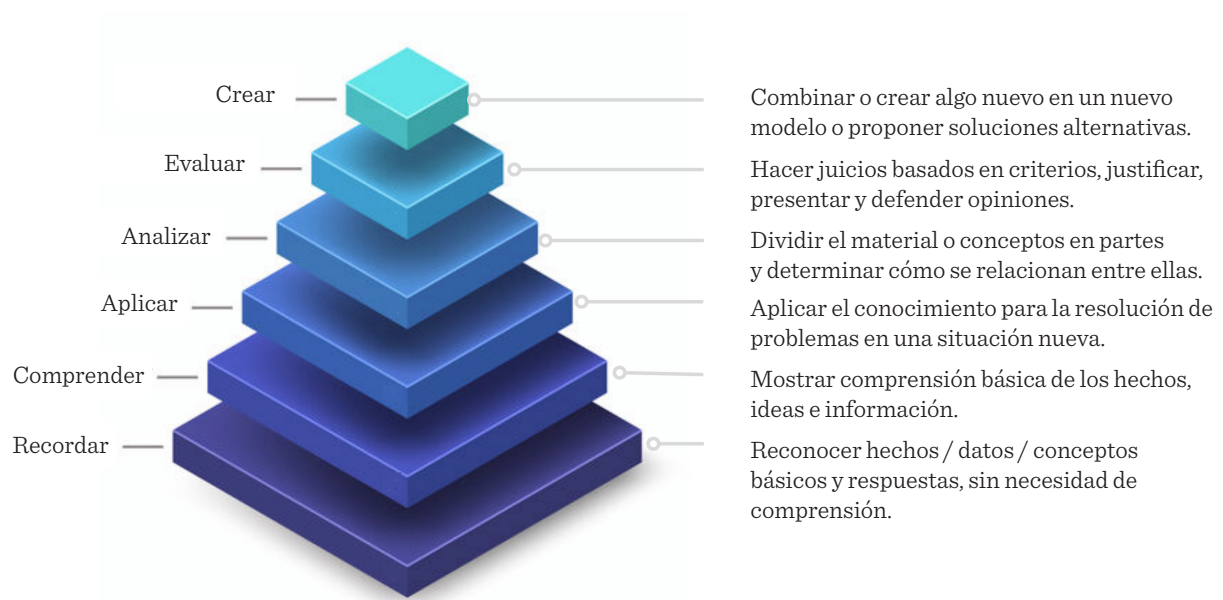 Crear
Combinar o crear algo nuevo en un nuevo
modelo o proponer soluciones alternativas.
Evaluar
Hacer juicios basados en criterios, justificar,
presentar y defender opiniones.
Analizar
Dividir el material o conceptos en partes
y determinar cómo se relacionan entre ellas.
Aplicar
Aplicar el conocimiento para la resolución de
problemas en una situación nueva.
Comprender
Mostrar comprensión básica de los hechos,
ideas e información.
Recordar
Reconocer hechos / datos / conceptos
básicos y respuestas, sin necesidad de
comprensión.